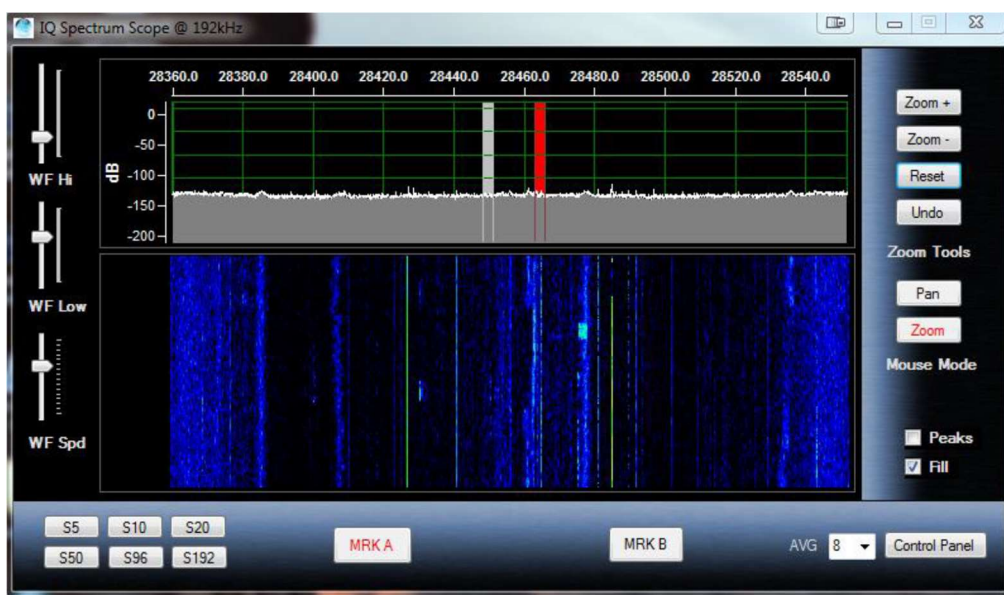 IQ Spectrum Scope @ 192kHz
28360.0 28380.0 28400.0 28420.0 28440.0 28460.0 28480.0 28500.0 28520.0 28540.0
0
-50
-100
-150
-200
dB
WF Hi
WF Low
WF Spd
Zoom +
Zoom -
Reset
Undo
Zoom Tools
Pan
Zoom
Mouse Mode
Peaks
Fill
S5 S10 S20
S50 S96 S192
MRK A
MRK B
AVG 8
Control Panel